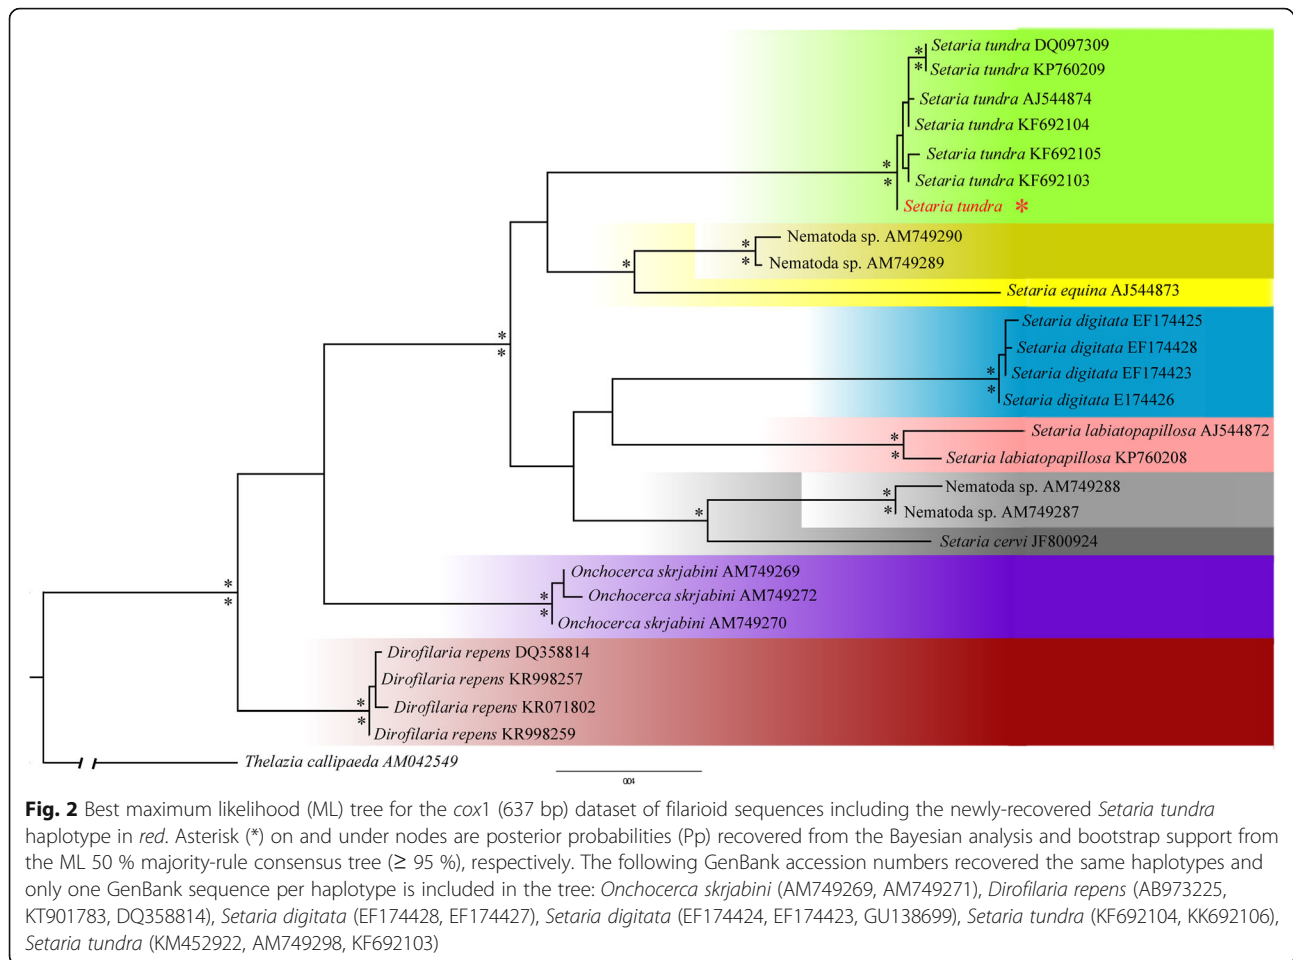 *
Setaria tundra DQ097309
*
Setaria tundra KP760209
Setaria tundra AJ544874
Setaria tundra KF692104
Setaria tundra KF692105
*
*
Setaria tundra KF692103
Setaria tundra *
Nematoda sp. AM749290
*
*
Nematoda sp. AM749289
*
Setaria equina AJ544873
Setaria digitata EF174425
*
*
Setaria digitata EF174428
Setaria digitata EF174423
*
*
Setaria digitata E174426
Setaria labiatopapillosa AJ544872
*
*
Setaria labiatopapillosa KP760208
Nematoda sp. AM749288
*
*
Nematoda sp. AM749287
*
Setaria cervi JF800924
Onchocerca skrjabini AM749269
*
*
Onchocerca skrjabini AM749272
*
*
Onchocerca skrjabini AM749270
Dirofilaria repens DQ358814
Dirofilaria repens KR998257
*
*
Dirofilaria repens KR071802
Dirofilaria repens KR998259
Thelazia callipaeda AM042549
0.04
Fig. 2 Best maximum likelihood (ML) tree for the cox1 (637 bp) dataset of filarioid sequences including the newly-recovered Setaria tundra
haplotype in red. Asterisk (*) on and under nodes are posterior probabilities (Pp) recovered from the Bayesian analysis and bootstrap support from
the ML 50 % majority-rule consensus tree (≥ 95 %), respectively. The following GenBank accession numbers recovered the same haplotypes and
only one GenBank sequence per haplotype is included in the tree: Onchocerca skrjabini (AM749269, AM749271), Dirofilaria repens (AB973225,
KT901783, DQ358814), Setaria digitata (EF174428, EF174427), Setaria digitata (EF174424, EF174423, GU138699), Setaria tundra (KF692104, KK692106),
Setaria tundra (KM452922, AM749298, KF692103)